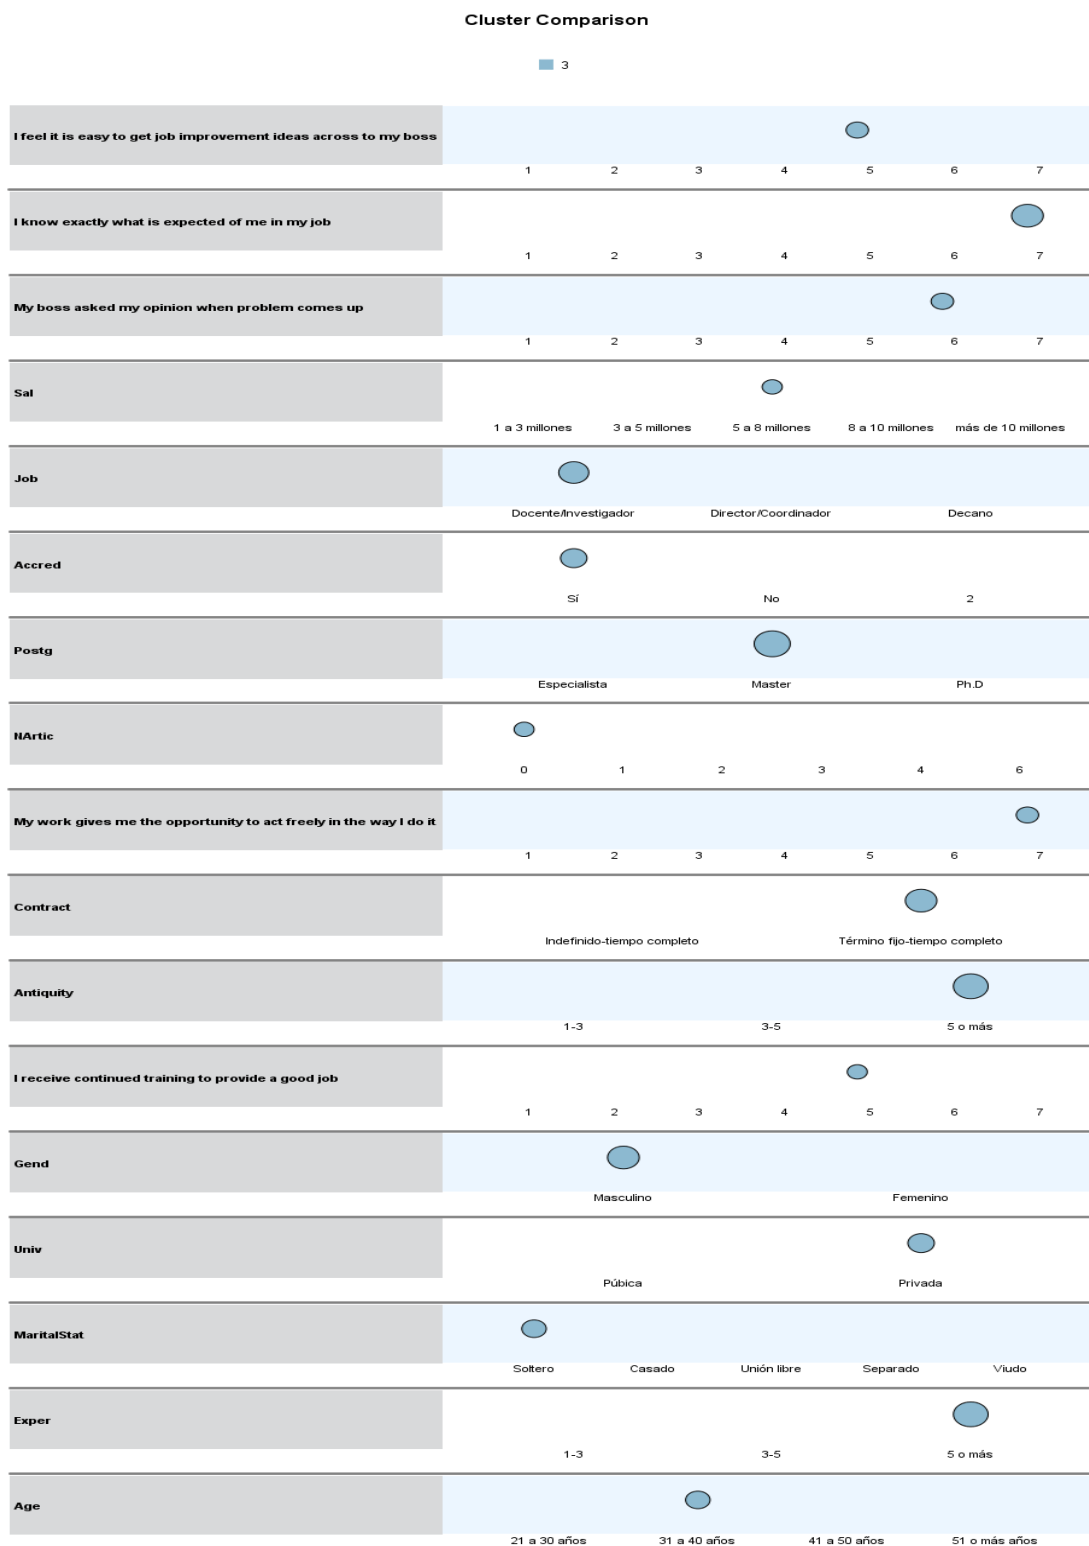 Cluster Comparison
3
I feel it is easy to get job improvement ideas across to my boss
1 2 3 4 5 6 7
I know exactly what is expected of me in my job
1 2 3 4 5 6 7
My boss asked my opinion when problem comes up
1 2 3 4 5 6 7
Sal
1 a 3 millones 3 a 5 millones 5 a 8 millones 8 a 10 millones más de 10 millones
Job
Docente/Investigador Director/Coordinador Decano
Accred
Sí No 2
Postg
Especialista Master Ph.D
NArtic
0 1 2 3 4 6
My work gives me the opportunity to act freely in the way I do it
1 2 3 4 5 6 7
Contract
Indefinido-tiempo completo Término fijo-tiempo completo
Antiquity
1-3 3-5 5 o más
I receive continued training to provide a good job
1 2 3 4 5 6 7
Gend
Masculino Femenino
Univ
Púbica Privada
MaritalStat
Soltero Casado Unión libre Separado Viudo
Exper
1-3 3-5 5 o más
Age
21 a 30 años 31 a 40 años 41 a 50 años 51 o más años